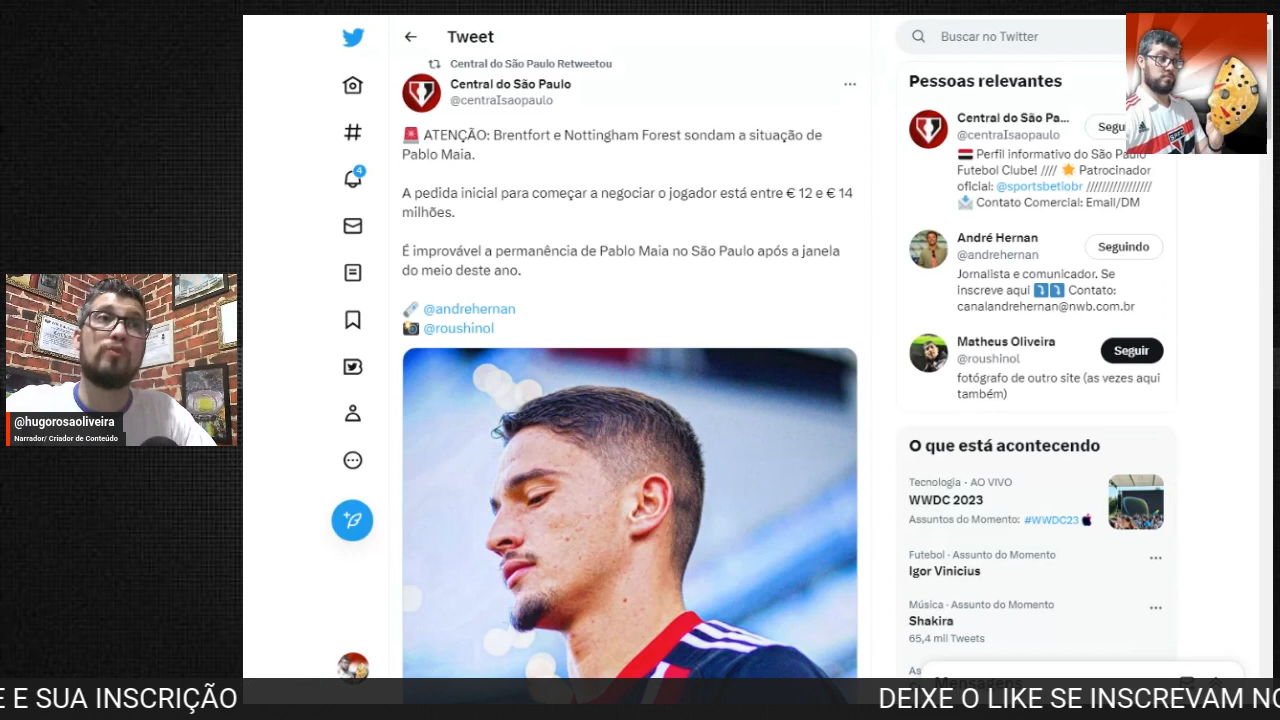 Tweet
Central do São Paulo Retweetou
Central do São Paulo
@centraIsaopaulo
🚨 ATENÇÃO: Brentfort e Nottingham Forest sondam a situação de
Pablo Maia.
A pedida inicial para começar a negociar o jogador está entre € 12 e € 14
milhões.
É improvável a permanência de Pablo Maia no São Paulo após a janela
do meio deste ano.
🗞️ @andrehernan
📸 @roushinol
4
Buscar no Twitter
Pessoas relevantes
Central do São Pa...
@centraIsaopaulo
Segu
🇾🇪 Perfil informativo do São Paulo
Futebol Clube! //// 🌟 Patrocinador
oficial: @sportsbetiobr ////////////////
📩 Contato Comercial: Email/DM
André Hernan
@andrehernan
Seguindo
Jornalista e comunicador. Se
inscreve aqui ⤵️⤵️ Contato:
canalandrehernan@nwb.com.br
Matheus Oliveira
@roushinol
Seguir
fotógrafo de outro site (as vezes aqui
também)
O que está acontecendo
Tecnologia · AO VIVO
WWDC 2023
Assuntos do Momento: #WWDC23
Futebol · Assunto do Momento
Igor Vinicius
Música · Assunto do Momento
Shakira
65,4 mil Tweets
As
Mensagens
@hugorosaoliveira
Narrador/ Criador de Conteúdo
E E SUA INSCRIÇÃO
DEIXE O LIKE SE INSCREVAM NO